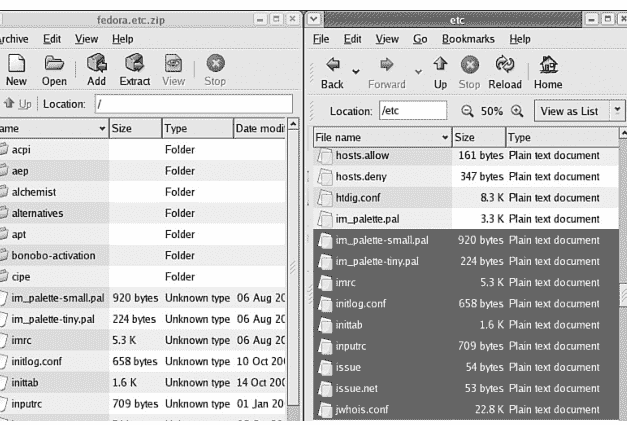 fedora.etc.zip
Archive Edit View Help
New Open Add Extract View Stop
Up Location: /
Name Size Type Date modi
acpi Folder
aep Folder
alchemist Folder
alternatives Folder
apt Folder
bonobo-activation Folder
cipe Folder
im_palette-small.pal 920 bytes Unknown type 06 Aug 20
im_palette-tiny.pal 224 bytes Unknown type 06 Aug 20
imrc 5.3 K Unknown type 06 Aug 20
initlog.conf 658 bytes Unknown type 10 Oct 200
inittab 1.6 K Unknown type 14 Oct 200
inputrc 709 bytes Unknown type 01 Jan 20
etc
File Edit View Go Bookmarks Help
Back Forward Up Stop Reload Home
Location: /etc 50% View as List
File name Size Type
hosts.allow 161 bytes Plain text document
hosts.deny 347 bytes Plain text document
htdig.conf 8.3 K Plain text document
im_palette.pal 3.3 K Plain text document
im_palette-small.pal 920 bytes Plain text document
im_palette-tiny.pal 224 bytes Plain text document
imrc 5.3 K Plain text document
initlog.conf 658 bytes Plain text document
inittab 1.6 K Plain text document
inputrc 709 bytes Plain text document
issue 54 bytes Plain text document
issue.net 53 bytes Plain text document
jwhois.conf 22.8 K Plain text document